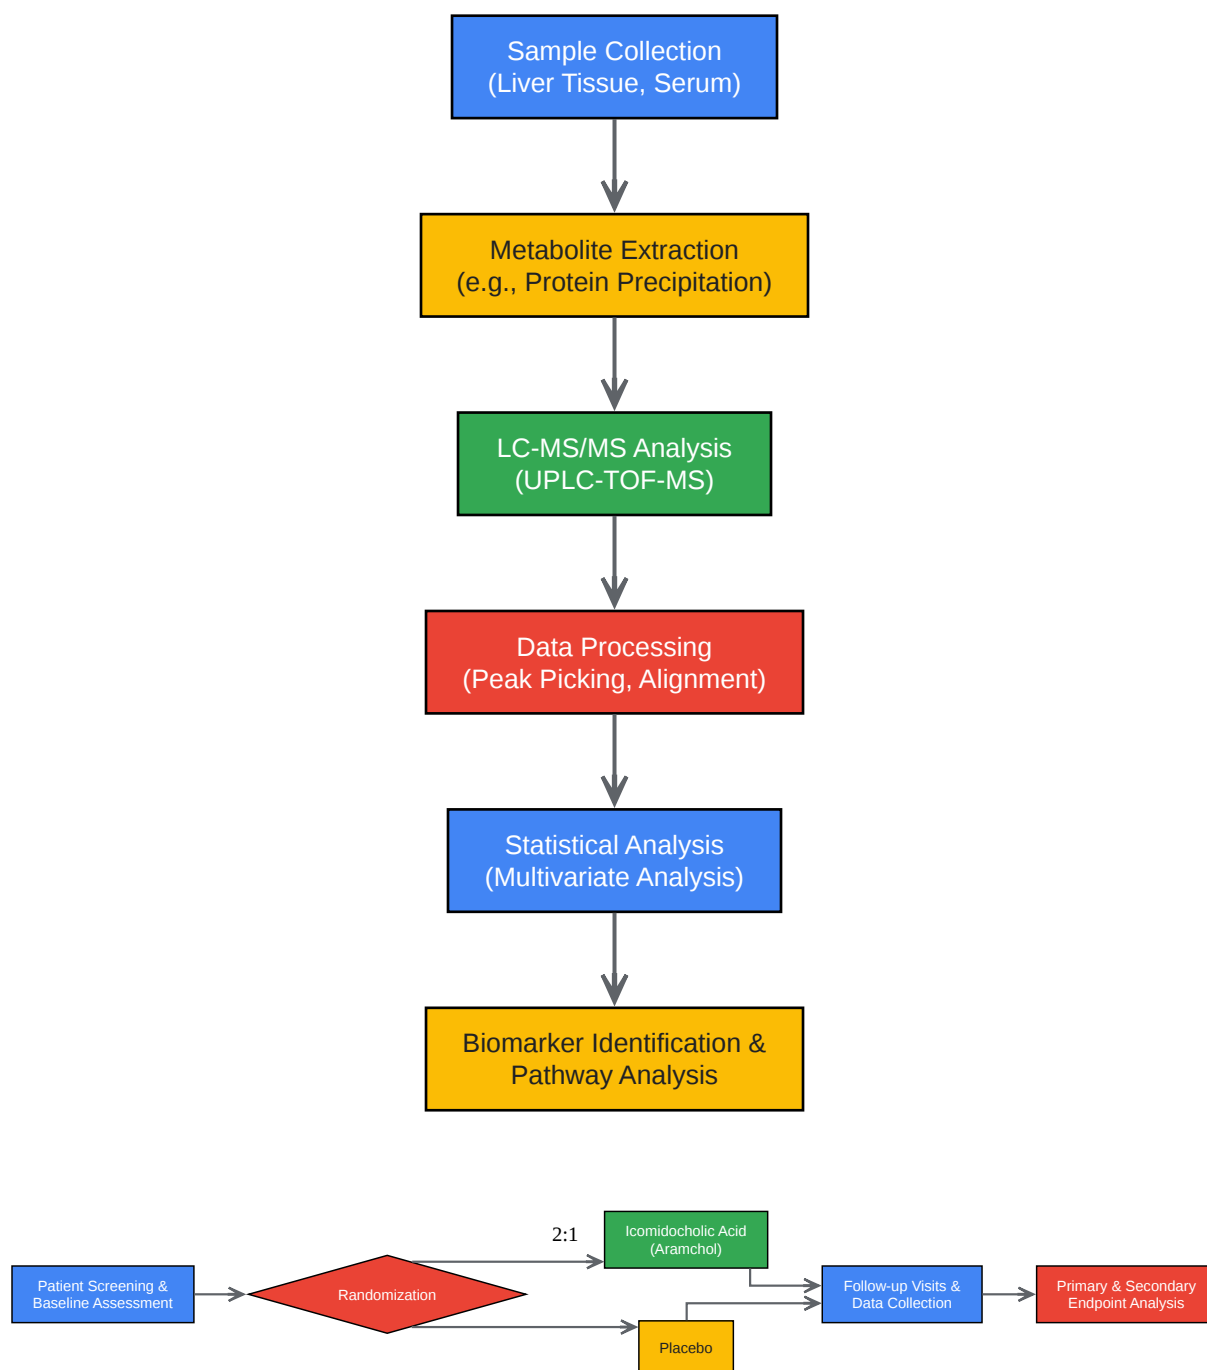 Sample Collection
(Liver Tissue, Serum)
Metabolite Extraction
(e.g., Protein Precipitation)
LC-MS/MS Analysis
(UPLC-TOF-MS)
Data Processing
(Peak Picking, Alignment)
Statistical Analysis
(Multivariate Analysis)
Biomarker Identification &
Pathway Analysis
Patient Screening &
Baseline Assessment
Randomization
2:1
Icomidocholic Acid
(Aramchol)
Placebo
Follow-up Visits &
Data Collection
Primary & Secondary
Endpoint Analysis